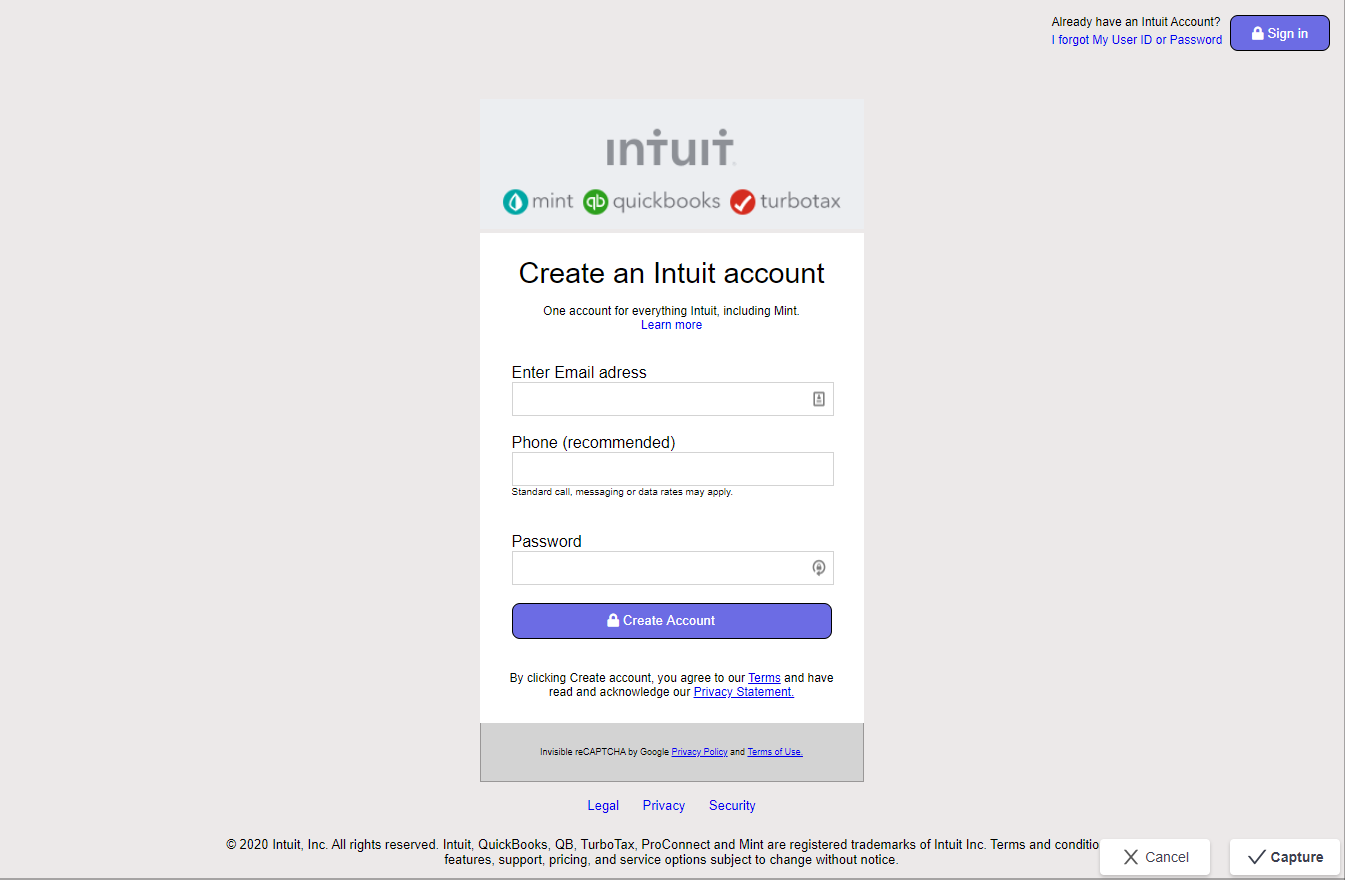 Already have an Intuit Account?
I forgot My User ID or Password
Sign in
intuit
mint qb quickbooks turbotax
Create an Intuit account
One account for everything Intuit, including Mint.
Learn more
Enter Email adress
Phone (recommended)
Standard call, messaging or data rates may apply.
Password
Create Account
By clicking Create account, you agree to our Terms and have
read and acknowledge our Privacy Statement.
Invisible reCAPTCHA by Google Privacy Policy and Terms of Use.
Legal Privacy Security
© 2020 Intuit, Inc. All rights reserved. Intuit, QuickBooks, QB, TurboTax, ProConnect and Mint are registered trademarks of Intuit Inc. Terms and
features, support, pricing, and service options subject to change without notice.
Cancel
Capture